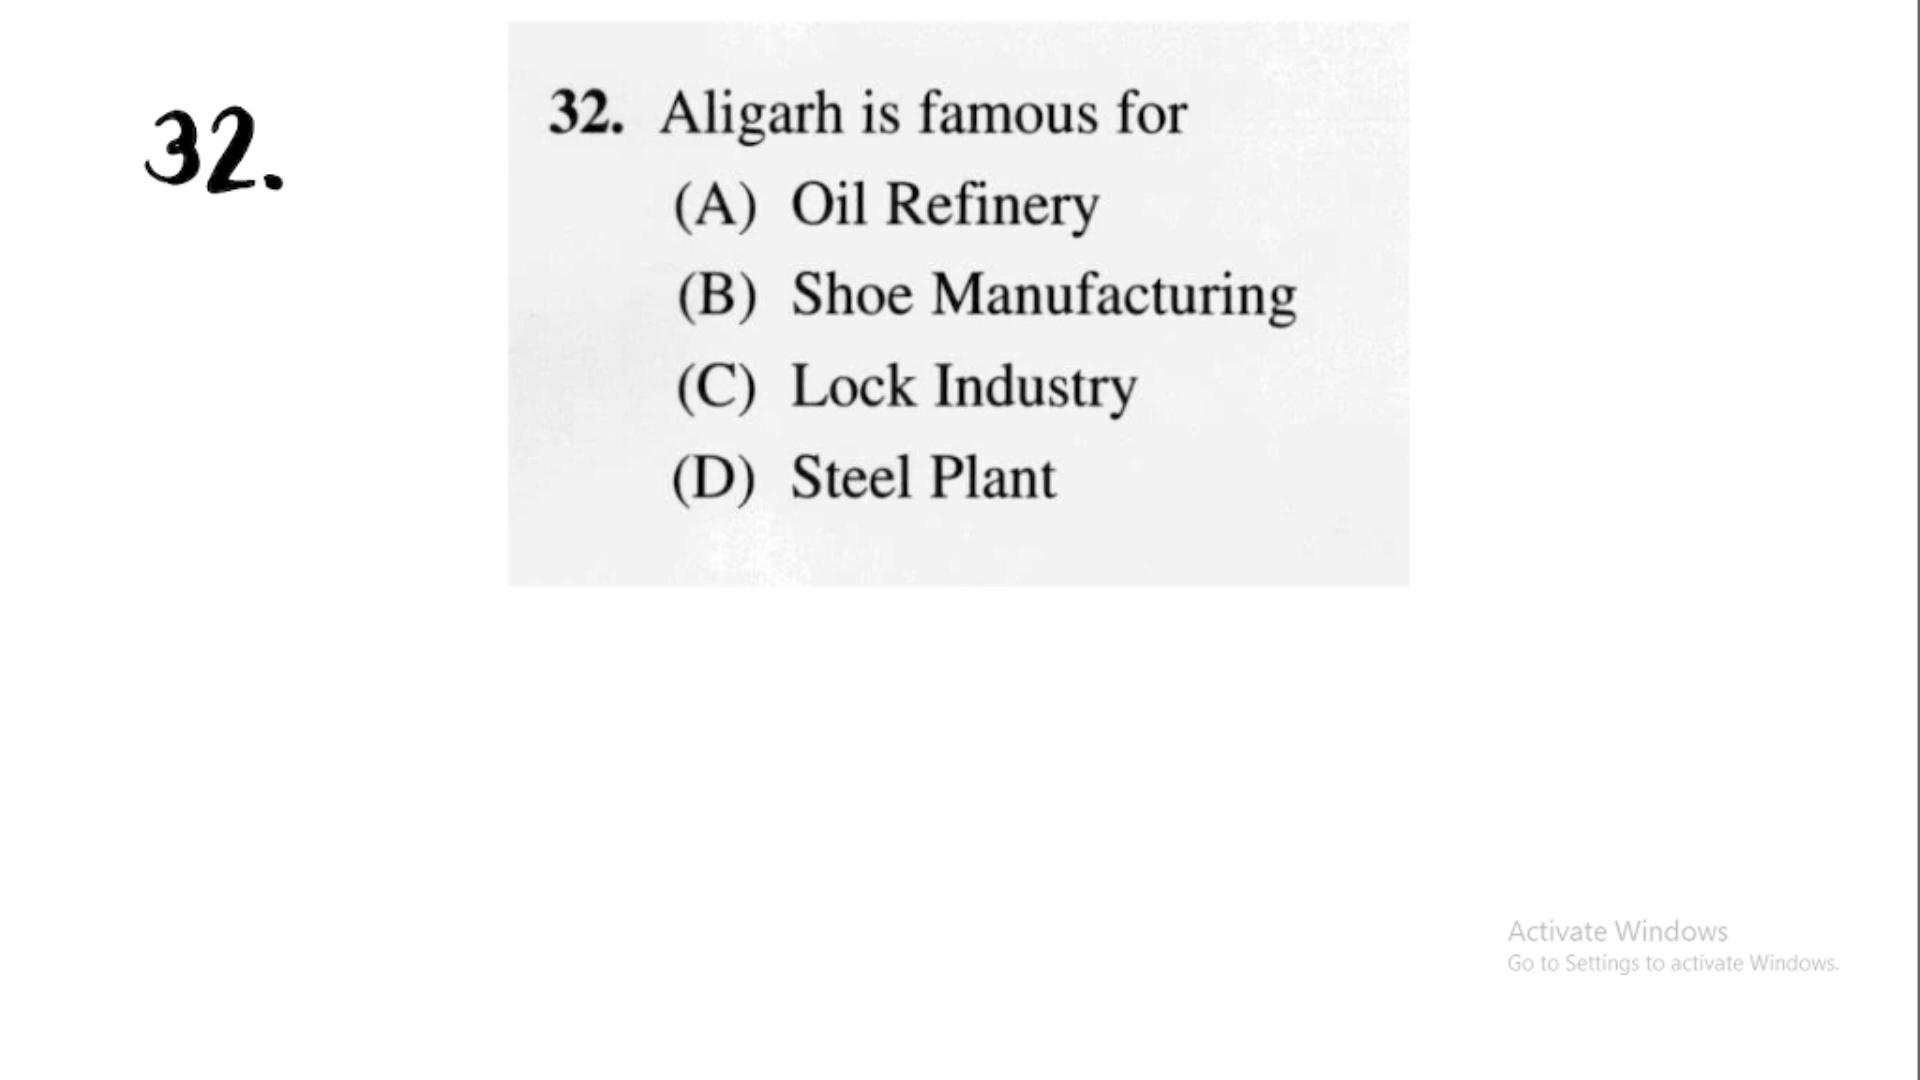 32.
32. Aligarh is famous for
(A) Oil Refinery
(B) Shoe Manufacturing
(C) Lock Industry
(D) Steel Plant
Activate Windows
Go to Settings to activate Windows.